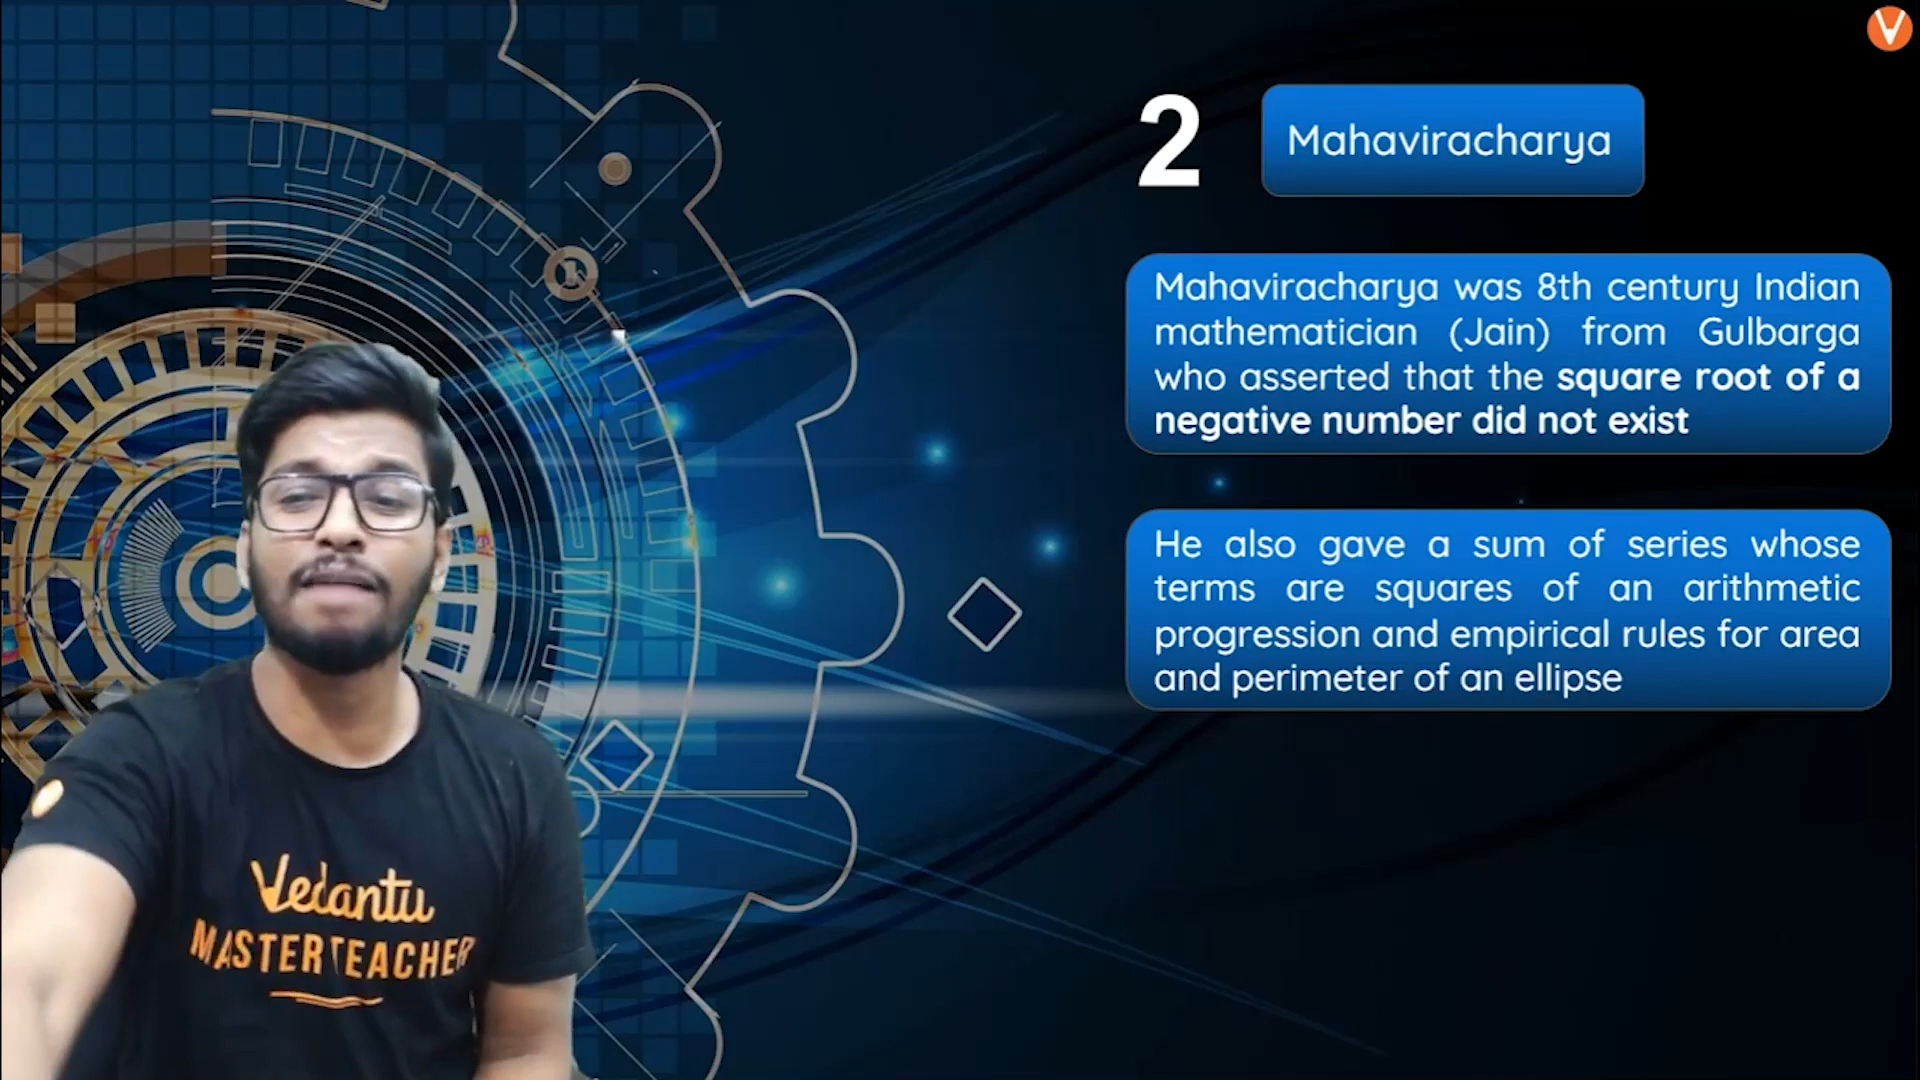 2
Mahaviracharya
Mahaviracharya was 8th century Indian
mathematician (Jain) from Gulbarga
who asserted that the square root of a
negative number did not exist
He also gave a sum of series whose
terms are squares of an arithmetic
progression and empirical rules for area
and perimeter of an ellipse
Vedantu
MASTERTEACHER